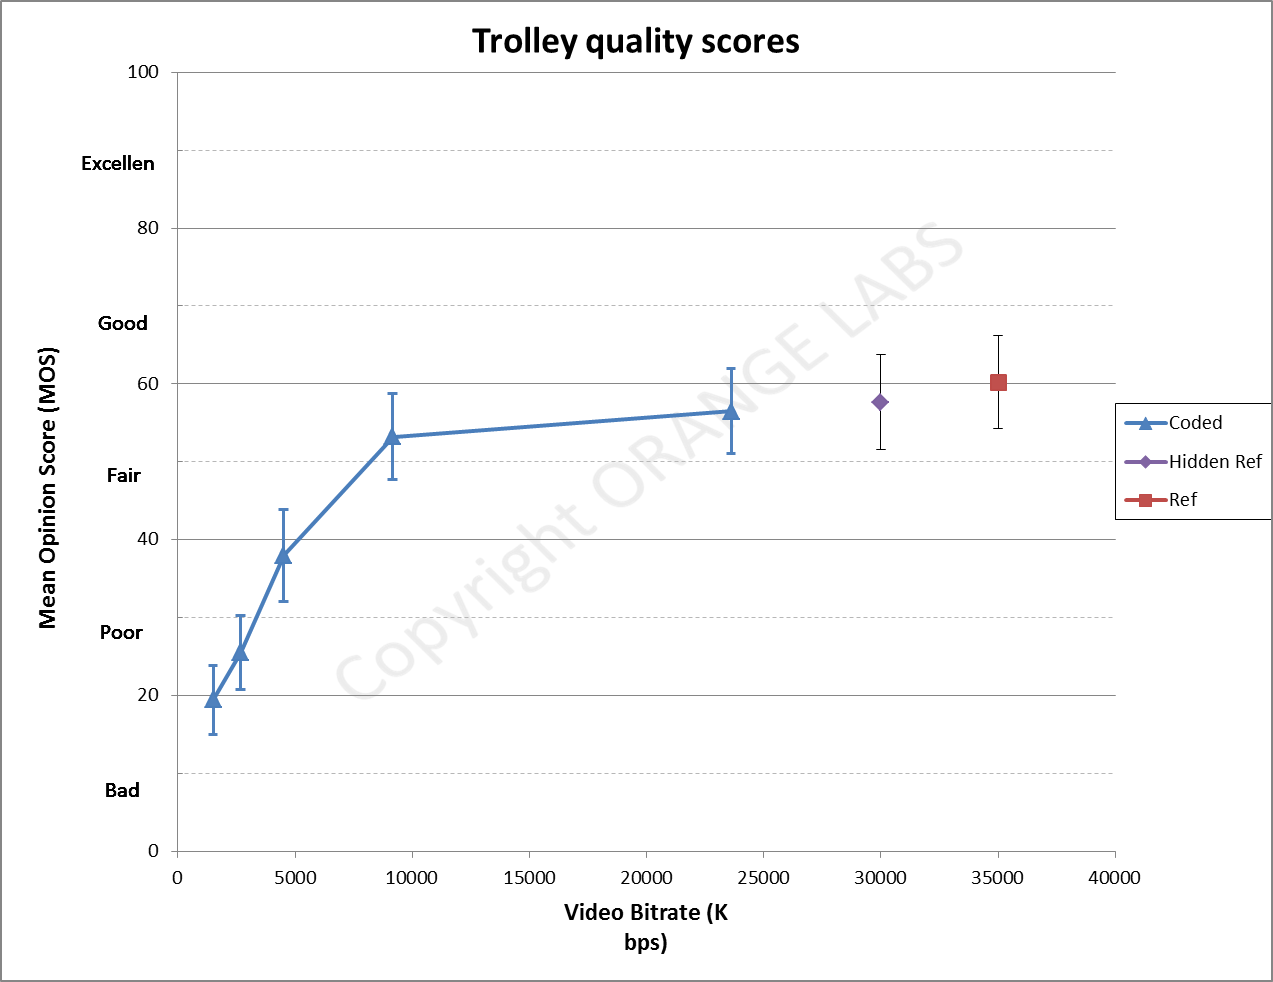 Trolley quality scores
100
Excellen
80
Good
60
Fair
40
Poor
20
Bad
0
Mean Opinion Score (MOS)
0 5000 10000 15000 20000 25000 30000 35000 40000
Video Bitrate (K
bps)
Coded
Hidden Ref
Ref
Copyright ORANGE LABS